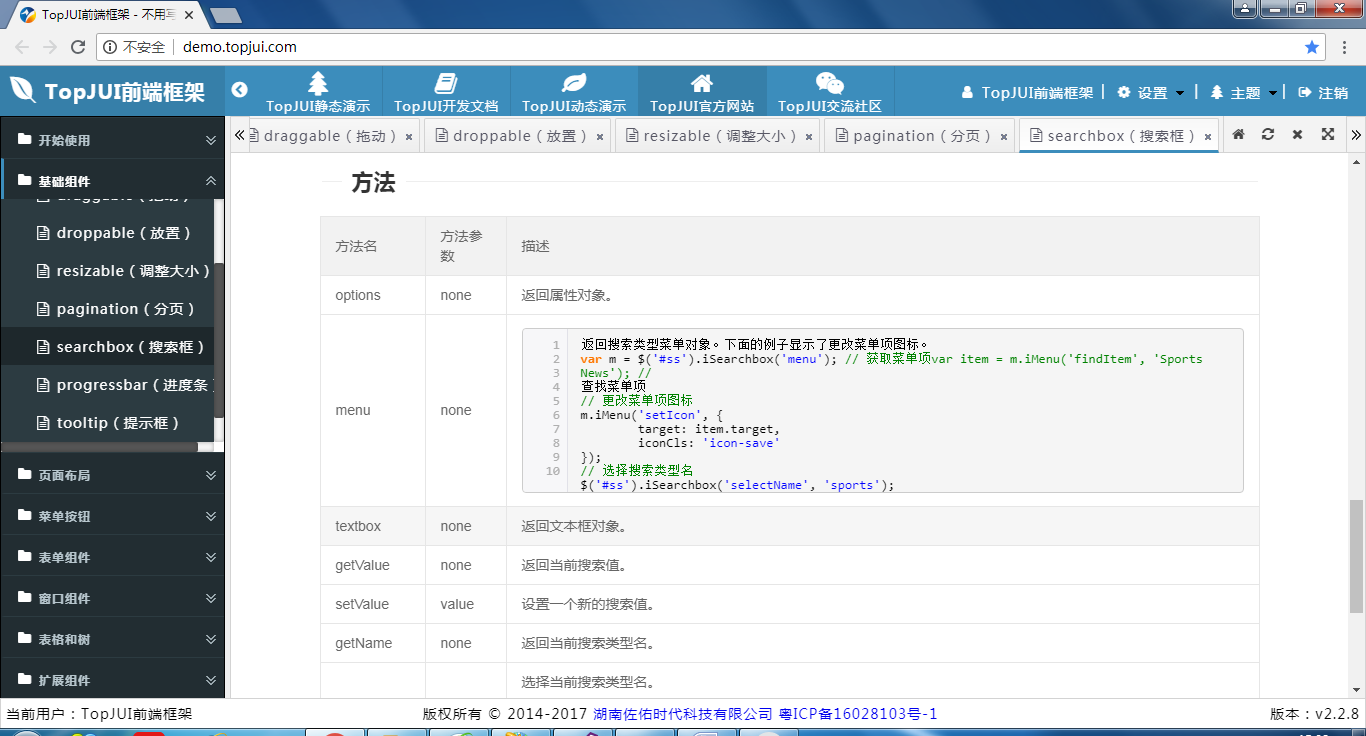 TopJUI前端框架 - 不用写
不安全 demo.topjui.com
TopJUI前端框架
TopJUI静态演示
TopJUI开发文档
TopJUI动态演示
TopJUI官方网站
TopJUI交流社区
TopJUI前端框架
设置
主题
注销
draggable（拖动）
droppable（放置）
resizable（调整大小）
pagination（分页）
searchbox（搜索框）
开始使用
基础组件
draggable（拖动）
droppable（放置）
resizable（调整大小）
pagination（分页）
searchbox（搜索框）
progressbar（进度条
tooltip（提示框）
页面布局
菜单按钮
表单组件
窗口组件
表格和树
扩展组件
方法
方法名 方法参数 描述
options none 返回属性对象。
menu none
1 返回搜索类型菜单对象。下面的例子显示了更改菜单项图标。
2 var m = $('#ss').iSearchbox('menu'); // 获取菜单项var item = m.iMenu('findItem', 'Sports
3 News'); //
4 查找菜单项
5 // 更改菜单项图标
6 m.iMenu('setIcon', {
7 target: item.target,
8 iconCls: 'icon-save'
9 });
10 // 选择搜索类型名
$('#ss').iSearchbox('selectName', 'sports');
textbox none 返回文本框对象。
getValue none 返回当前搜索值。
setValue value 设置一个新的搜索值。
getName none 返回当前搜索类型名。
选择当前搜索类型名。
当前用户：TopJUI前端框架
版权所有 © 2014-2017 湖南佐佑时代科技有限公司 粤ICP备16028103号-1
版本：v2.2.8